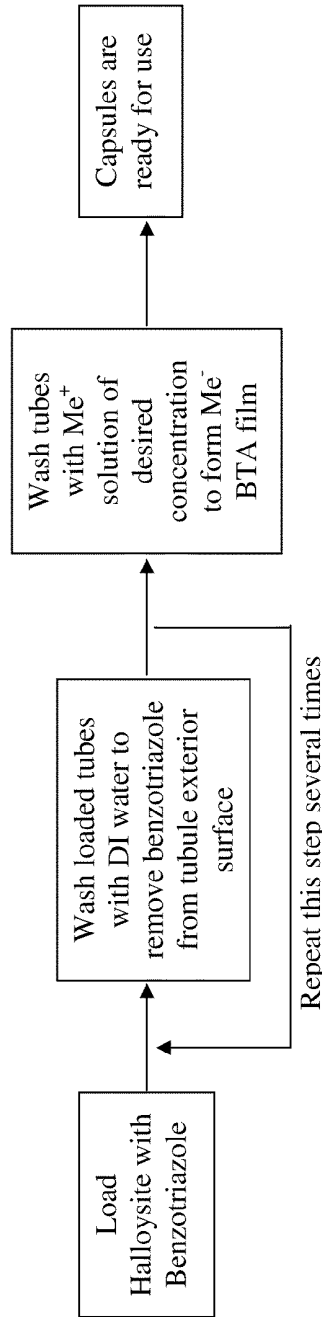 Load
Halloysite with
Benzotriazole
Wash loaded tubes
with DI water to
remove benzotriazole
from tubule exterior
surface
Repeat this step several times
Wash tubes
with Me⁺
solution of
desired
concentration
to form Me⁻
BTA film
Capsules are
ready for use